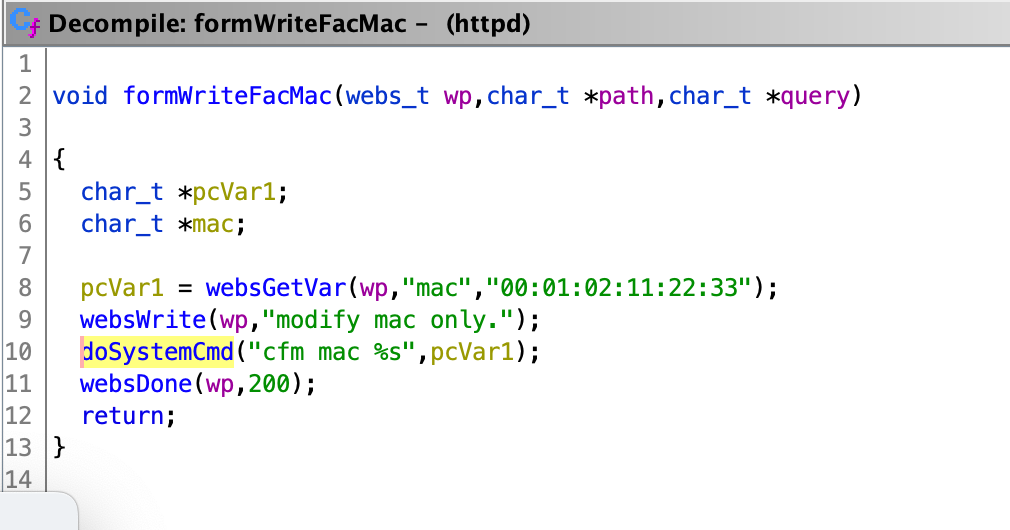 Decompile: formWriteFacMac – (httpd)
1
2 void formWriteFacMac(webs_t wp,char_t *path,char_t *query)
3
4 {
5 char_t *pcVar1;
6 char_t *mac;
7
8 pcVar1 = websGetVar(wp,"mac","00:01:02:11:22:33");
9 websWrite(wp,"modify mac only.");
10 doSystemCmd("cfm mac %s",pcVar1);
11 websDone(wp,200);
12 return;
13 }
14